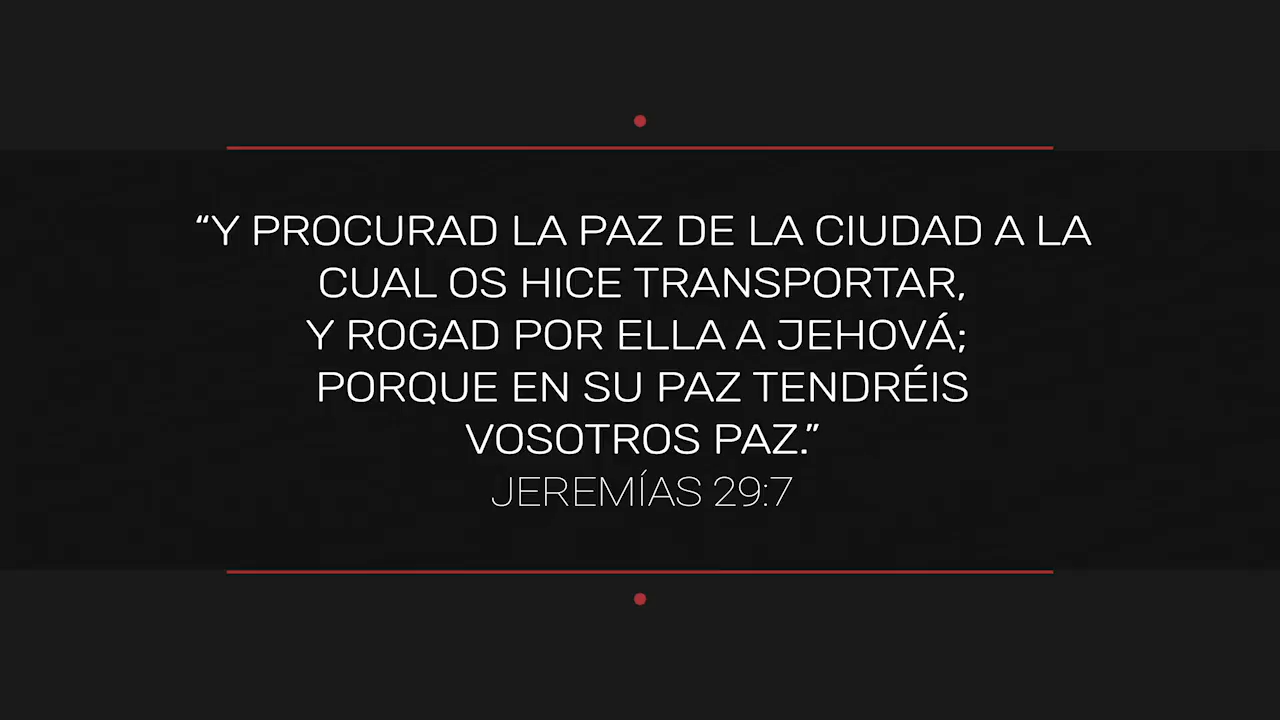 “Y PROCURAD LA PAZ DE LA CIUDAD A LA
CUAL OS HICE TRANSPORTAR,
Y ROGAD POR ELLA A JEHOVÁ;
PORQUE EN SU PAZ TENDRÉIS
VOSOTROS PAZ.”
JEREMÍAS 29:7